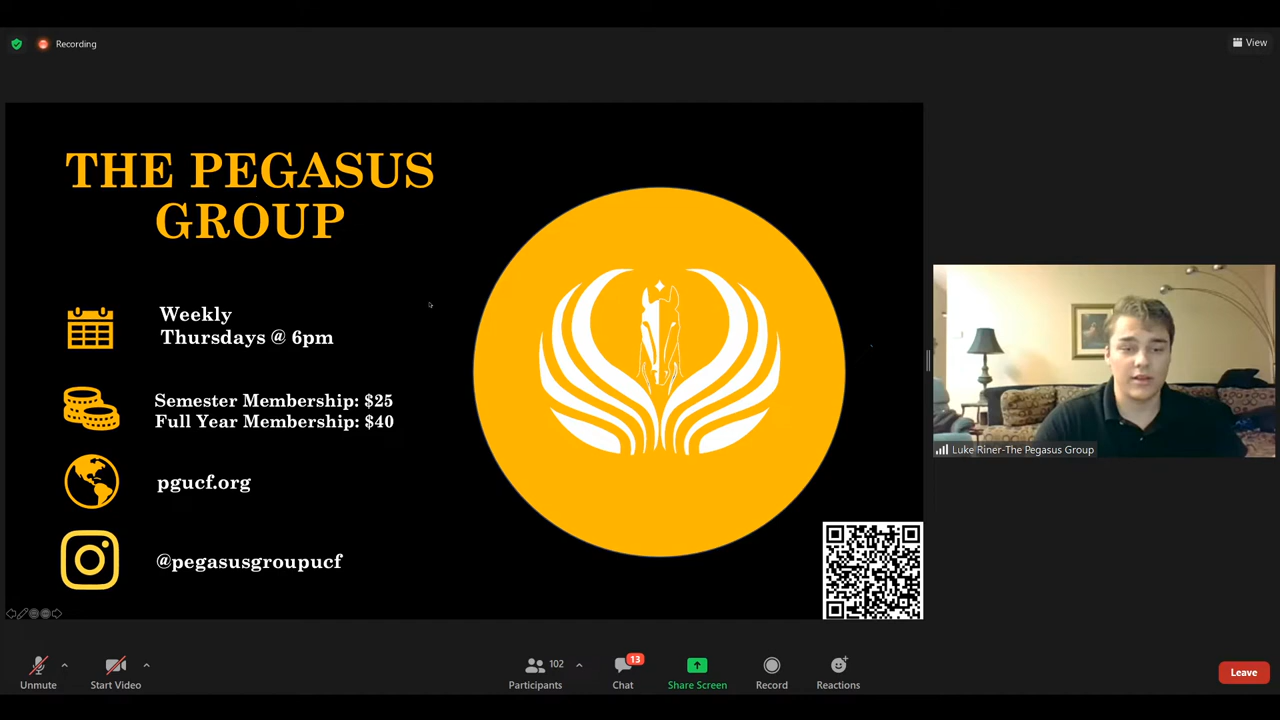 Recording
View
THE PEGASUS
GROUP
Weekly
Thursdays @ 6pm
Semester Membership: $25
Full Year Membership: $40
pgucf.org
@pegasusgroupucf
Luke Riner-The Pegasus Group
Unmute
Start Video
102
Participants
13
Chat
Share Screen
Record
Reactions
Leave